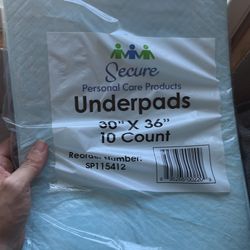 Secure
Personal Care Products
Underpads
30" X 36"
10 Count
Reorder Number:
SP115412